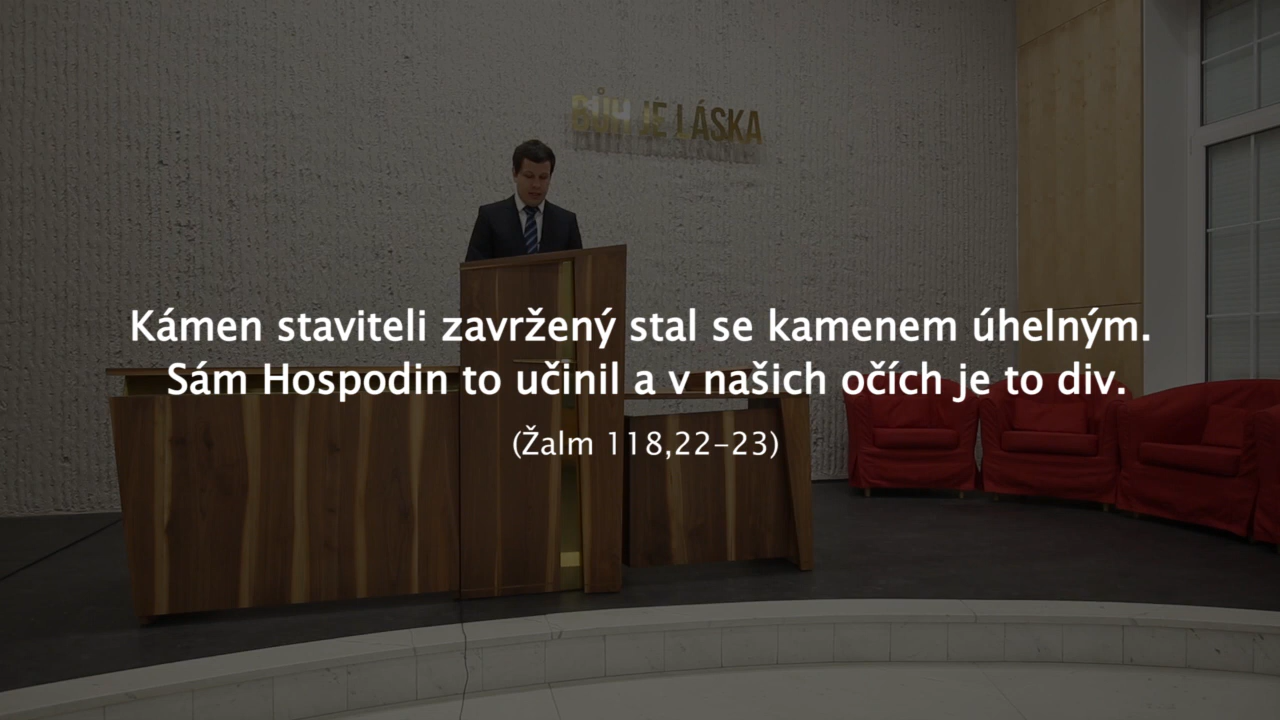 BŮH JE LÁSKA
Kámen staviteli zavržený stal se kamenem úhelným.
Sám Hospodin to učinil a v našich očích je to div.
(Žalm 118,22–23)